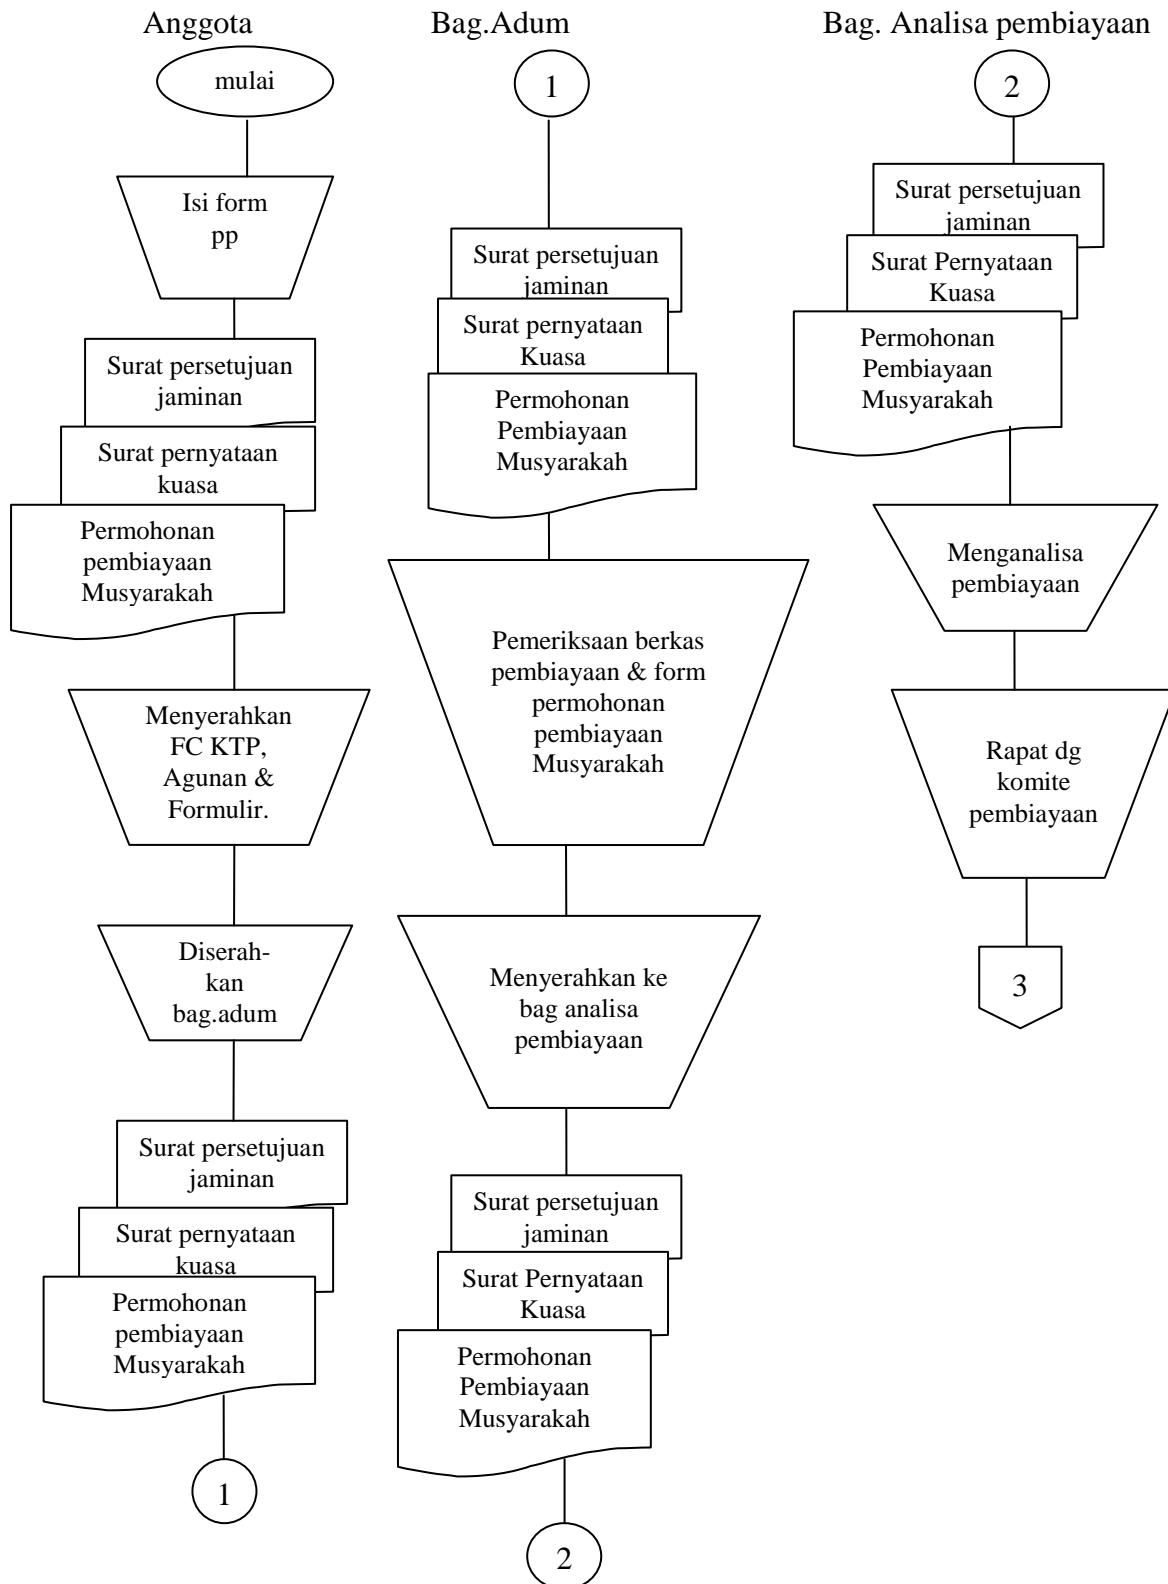 Anggota
mulai
Isi form
pp
Surat persetujuan
jaminan
Surat pernyataan
kuasa
Permohonan
pembiayaan
Musyarakah
Menyerahkan
FC KTP,
Agunan &
Formulir.
Diserah-
kan
bag.adum
Surat persetujuan
jaminan
Surat pernyataan
kuasa
Permohonan
pembiayaan
Musyarakah
1
Bag.Adum
1
Surat persetujuan
jaminan
Surat pernyataan
Kuasa
Permohonan
Pembiayaan
Musyarakah
Pemeriksaan berkas
pembiayaan & form
permohonan
pembiayaan
Musyarakah
Menyerahkan ke
bag analisa
pembiayaan
Surat persetujuan
jaminan
Surat Pernyataan
Kuasa
Permohonan
Pembiayaan
Musyarakah
2
Bag. Analisa pembiayaan
2
Surat persetujuan
jaminan
Surat Pernyataan
Kuasa
Permohonan
Pembiayaan
Musyarakah
Menganalisa
pembiayaan
Rapat dg
komite
pembiayaan
3